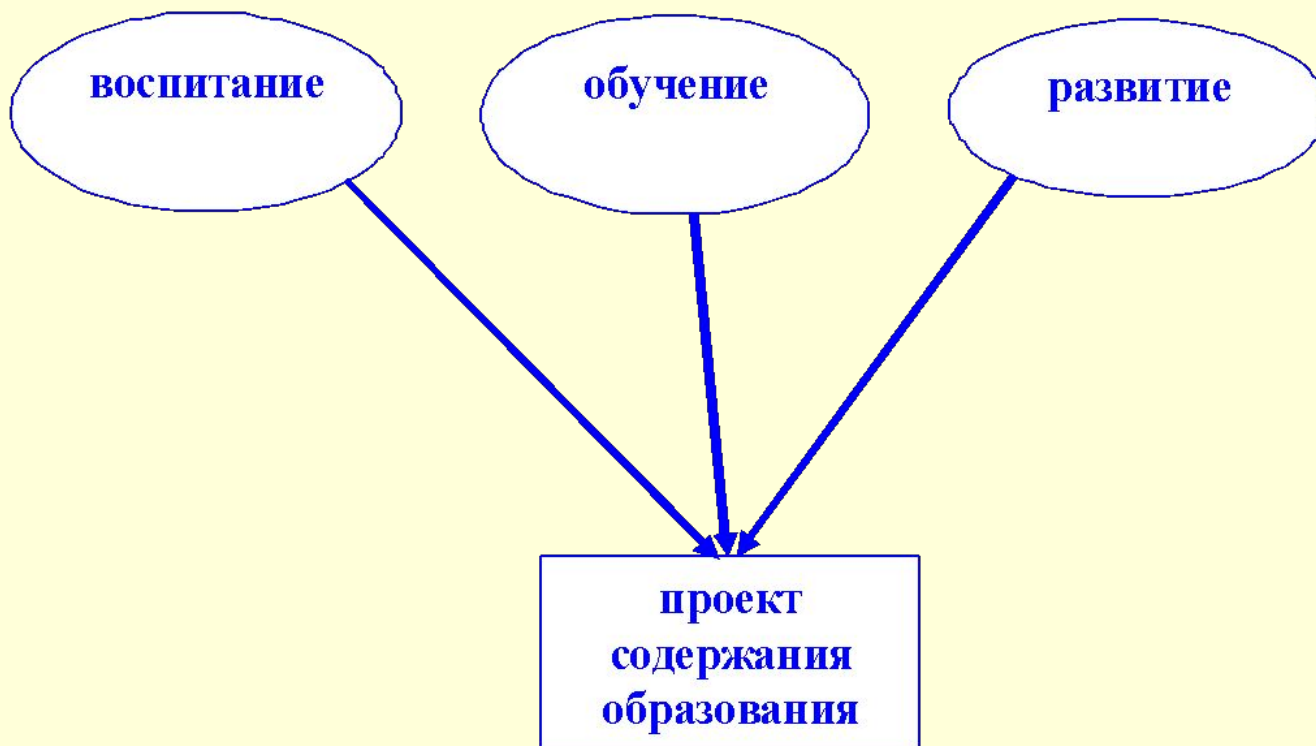 воспитание
обучение
развитие
проект
содержания
образования